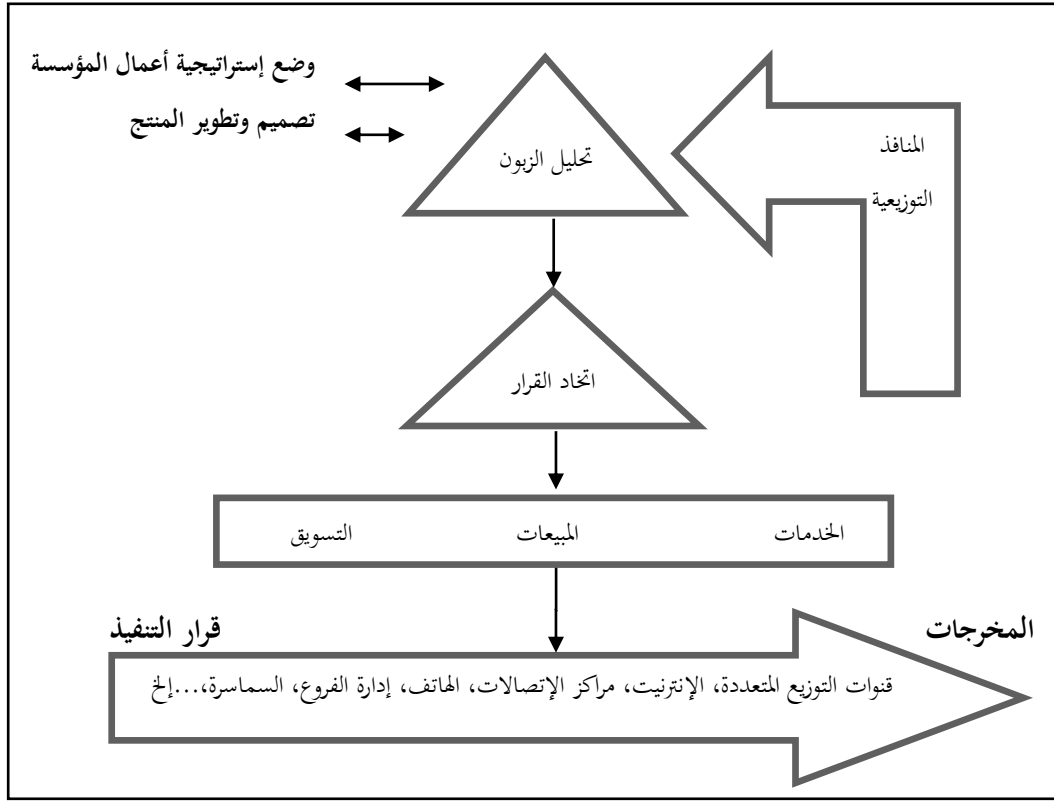 وضع إستراتيجية أعمال المؤسسة
تصميم وتطوير المنتج
المنافذ
التوزيعية
تحليل الزبون
اتخاد القرار
الخدمات المبيعات التسويق
المخرجات قرار التنفيذ
قنوات التوزيع المتعددة، الإنترنيت، مراكز الإتصالات، الهاتف، إدارة الفروع، السماسرة،...إلخ